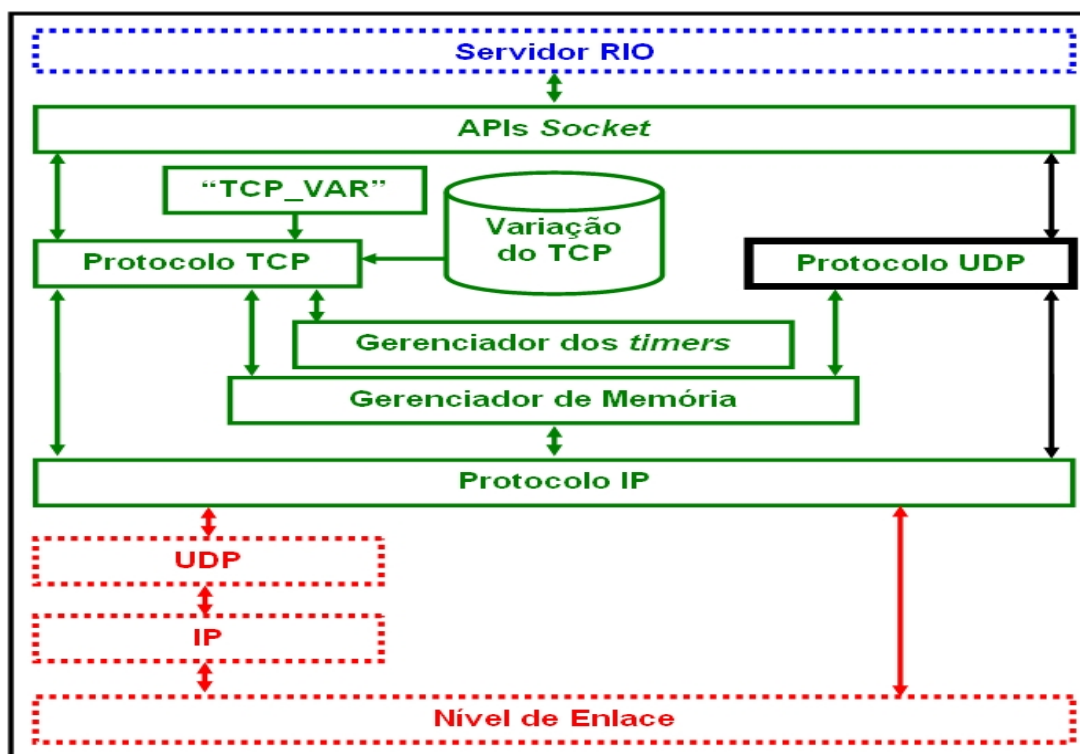 Servidor RIO
APIs Socket
“TCP_VAR”
Variação
do TCP
Protocolo TCP
Protocolo UDP
Gerenciador dos timers
Gerenciador de Memória
Protocolo IP
UDP
IP
Nível de Enlace